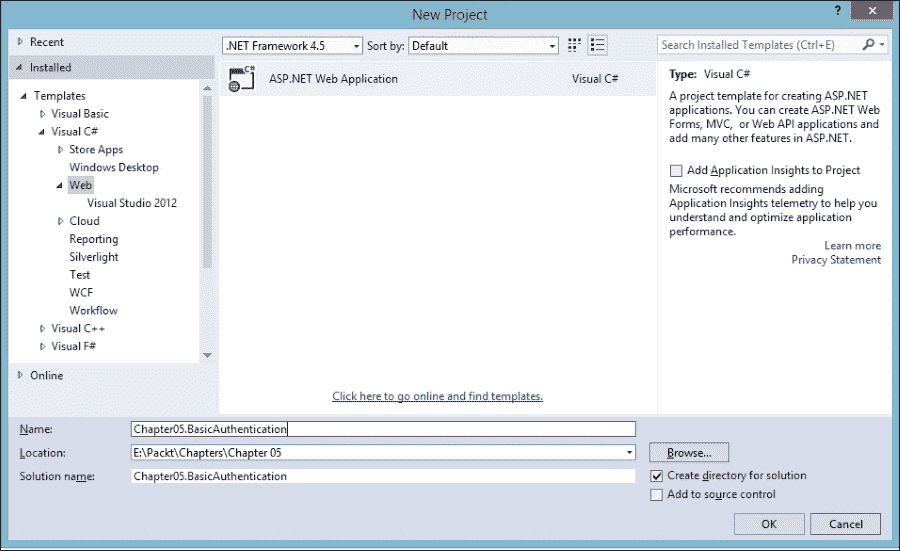 New Project
?
Recent
Installed
Templates
Visual Basic
Visual C#
Store Apps
Windows Desktop
Web
Visual Studio 2012
Cloud
Reporting
Silverlight
Test
WCF
Workflow
Visual C++
Visual F#
Online
.NET Framework 4.5
Sort by:
Default
Search Installed Templates (Ctrl+E)
C#
ASP.NET Web Application
Visual C#
Type: Visual C#
A project template for creating ASP.NET
applications. You can create ASP.NET Web
Forms, MVC, or Web API applications and
add many other features in ASP.NET.
Add Application Insights to Project
Microsoft recommends adding
Application Insights telemetry to help you
understand and optimize application
performance.
Learn more
Privacy Statement
Click here to go online and find templates.
Name:
Chapter05.BasicAuthentication
Location:
E:\Packt\Chapters\Chapter 05
Browse...
Solution name:
Chapter05.BasicAuthentication
Create directory for solution
Add to source control
OK
Cancel